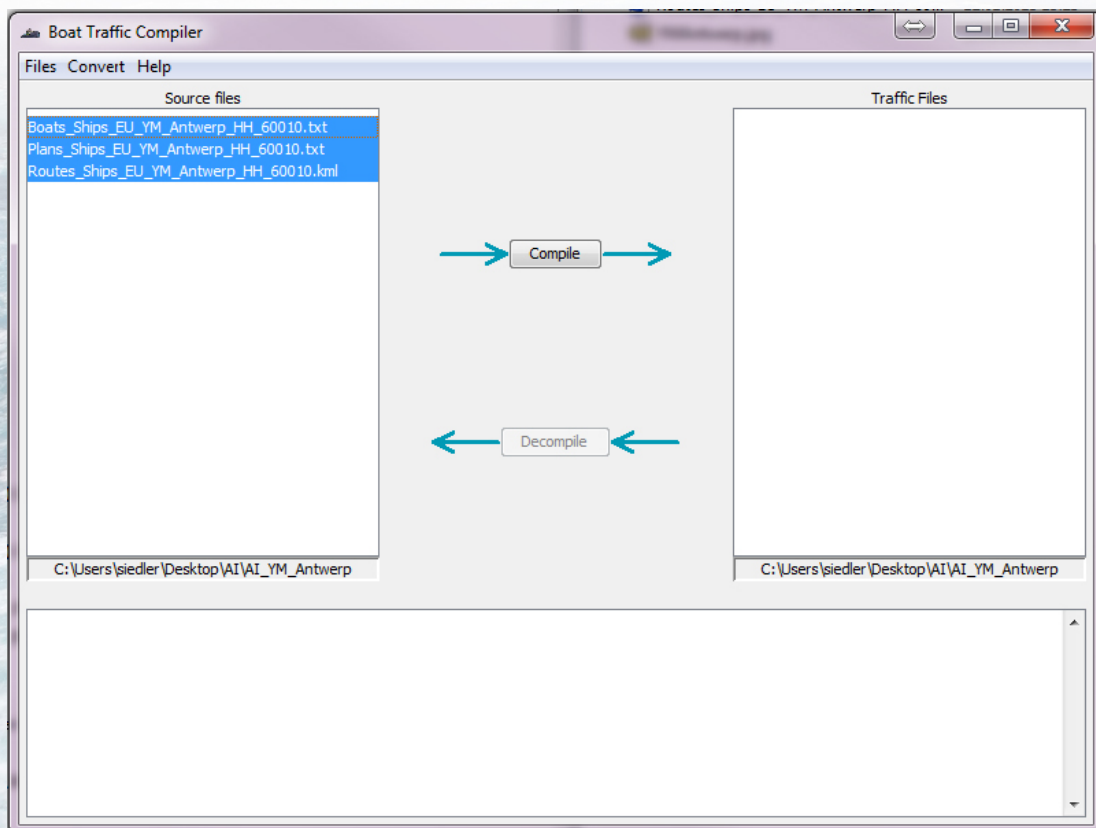 Boat Traffic Compiler
Files Convert Help
Source files
Traffic Files
Boats_Ships_EU_YM_Antwerp_HH_60010.txt
Plans_Ships_EU_YM_Antwerp_HH_60010.txt
Routes_Ships_EU_YM_Antwerp_HH_60010.kml
Compile
Decompile
C:\Users\siedler\Desktop\AI\AI_YM_Antwerp
C:\Users\siedler\Desktop\AI\AI_YM_Antwerp